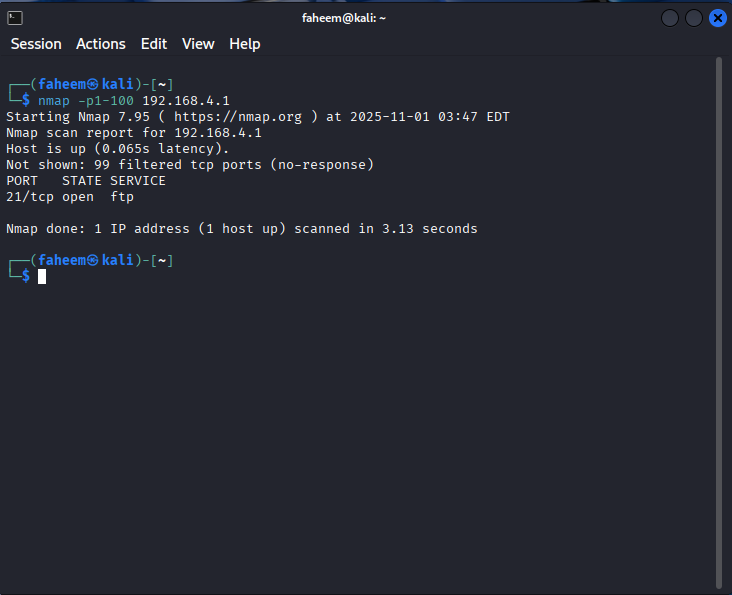 faheem@kali: ~
Session Actions Edit View Help
┌──(faheem㉿kali)-[~]
└─$ nmap -p1-100 192.168.4.1
Starting Nmap 7.95 ( https://nmap.org ) at 2025-11-01 03:47 EDT
Nmap scan report for 192.168.4.1
Host is up (0.065s latency).
Not shown: 99 filtered tcp ports (no-response)
PORT   STATE SERVICE
21/tcp open  ftp
Nmap done: 1 IP address (1 host up) scanned in 3.13 seconds
┌──(faheem㉿kali)-[~]
└─$